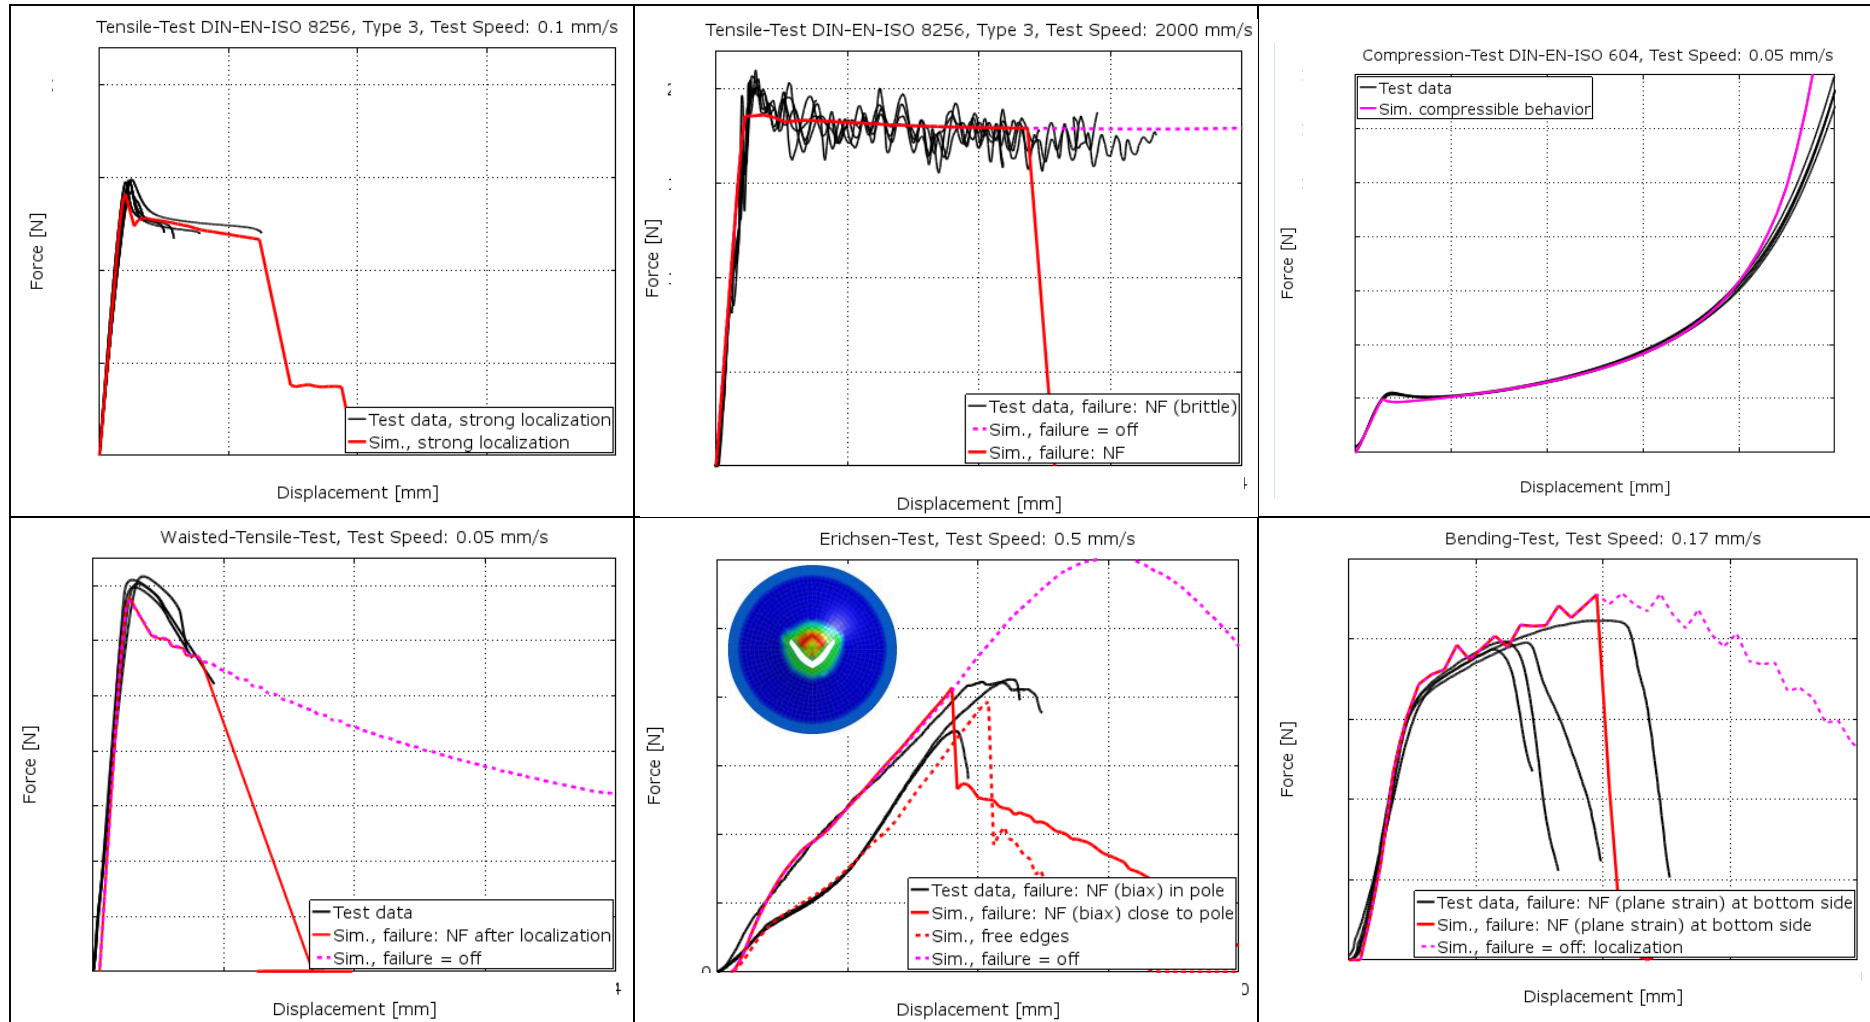 Tensile-Test DIN-EN-ISO 8256, Type 3, Test Speed: 0.1 mm/s
Force [N]
Test data, strong localization
Sim., strong localization
Displacement [mm]
Tensile-Test DIN-EN-ISO 8256, Type 3, Test Speed: 2000 mm/s
Force [N]
Test data, failure: NF (brittle)
Sim., failure = off
Sim., failure: NF
Displacement [mm]
Compression-Test DIN-EN-ISO 604, Test Speed: 0.05 mm/s
Test data
Sim. compressible behavior
Force [N]
Displacement [mm]
Waisted-Tensile-Test, Test Speed: 0.05 mm/s
Force [N]
Test data
Sim., failure: NF after localization
Sim., failure = off
4
Displacement [mm]
Erichsen-Test, Test Speed: 0.5 mm/s
Force [N]
Test data, failure: NF (biax) in pole
Sim., failure: NF (biax) close to pole
Sim., free edges
Sim., failure = off
0
Displacement [mm]
Bending-Test, Test Speed: 0.17 mm/s
Force [N]
Test data, failure: NF (plane strain) at bottom side
Sim., failure: NF (plane strain) at bottom side
Sim., failure = off: localization
Displacement [mm]